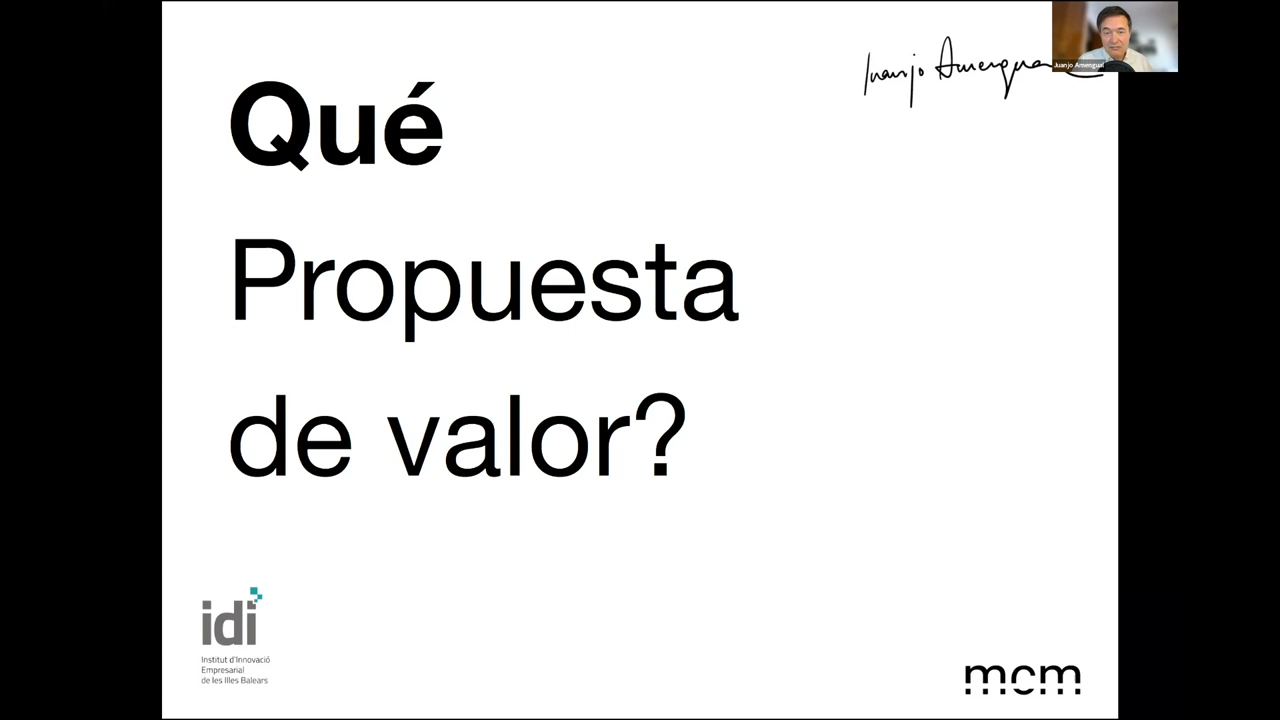 Juanjo Amengual
Juanjo Amengual
Qué
Propuesta
de valor?
idi
Institut d'Innovació
Empresarial
de les Illes Balears
mcm